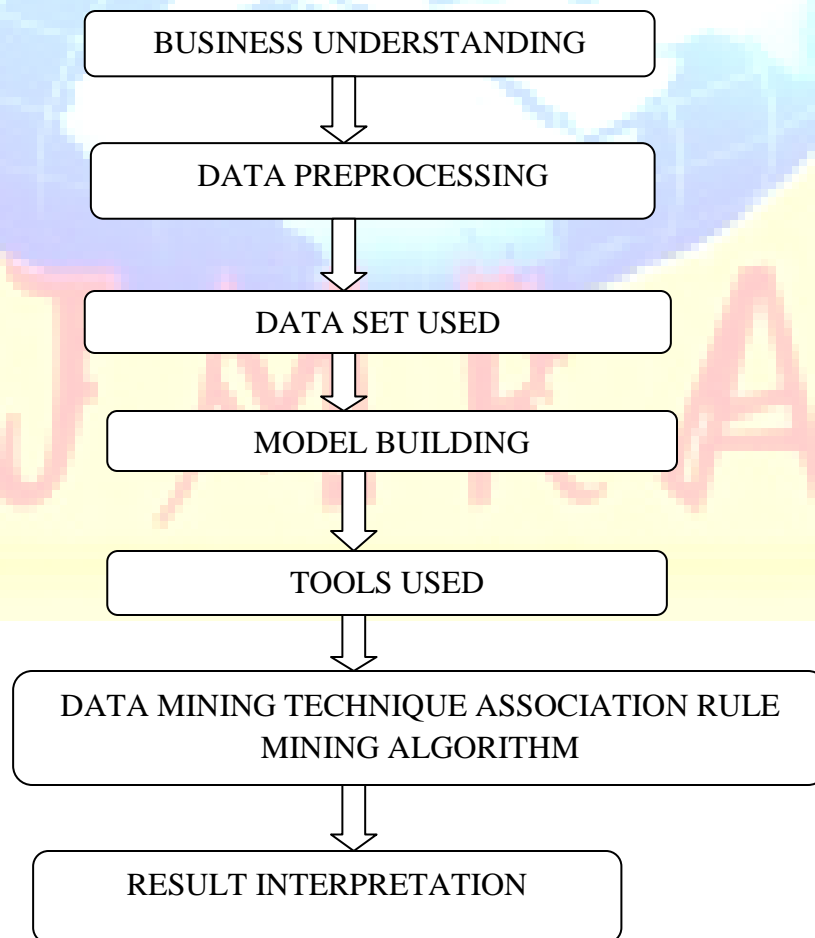 BUSINESS UNDERSTANDING
DATA PREPROCESSING
DATA SET USED
MODEL BUILDING
TOOLS USED
DATA MINING TECHNIQUE ASSOCIATION RULE
MINING ALGORITHM
RESULT INTERPRETATION